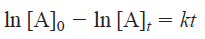 ln [A]₀ − ln [A]ₜ = kt